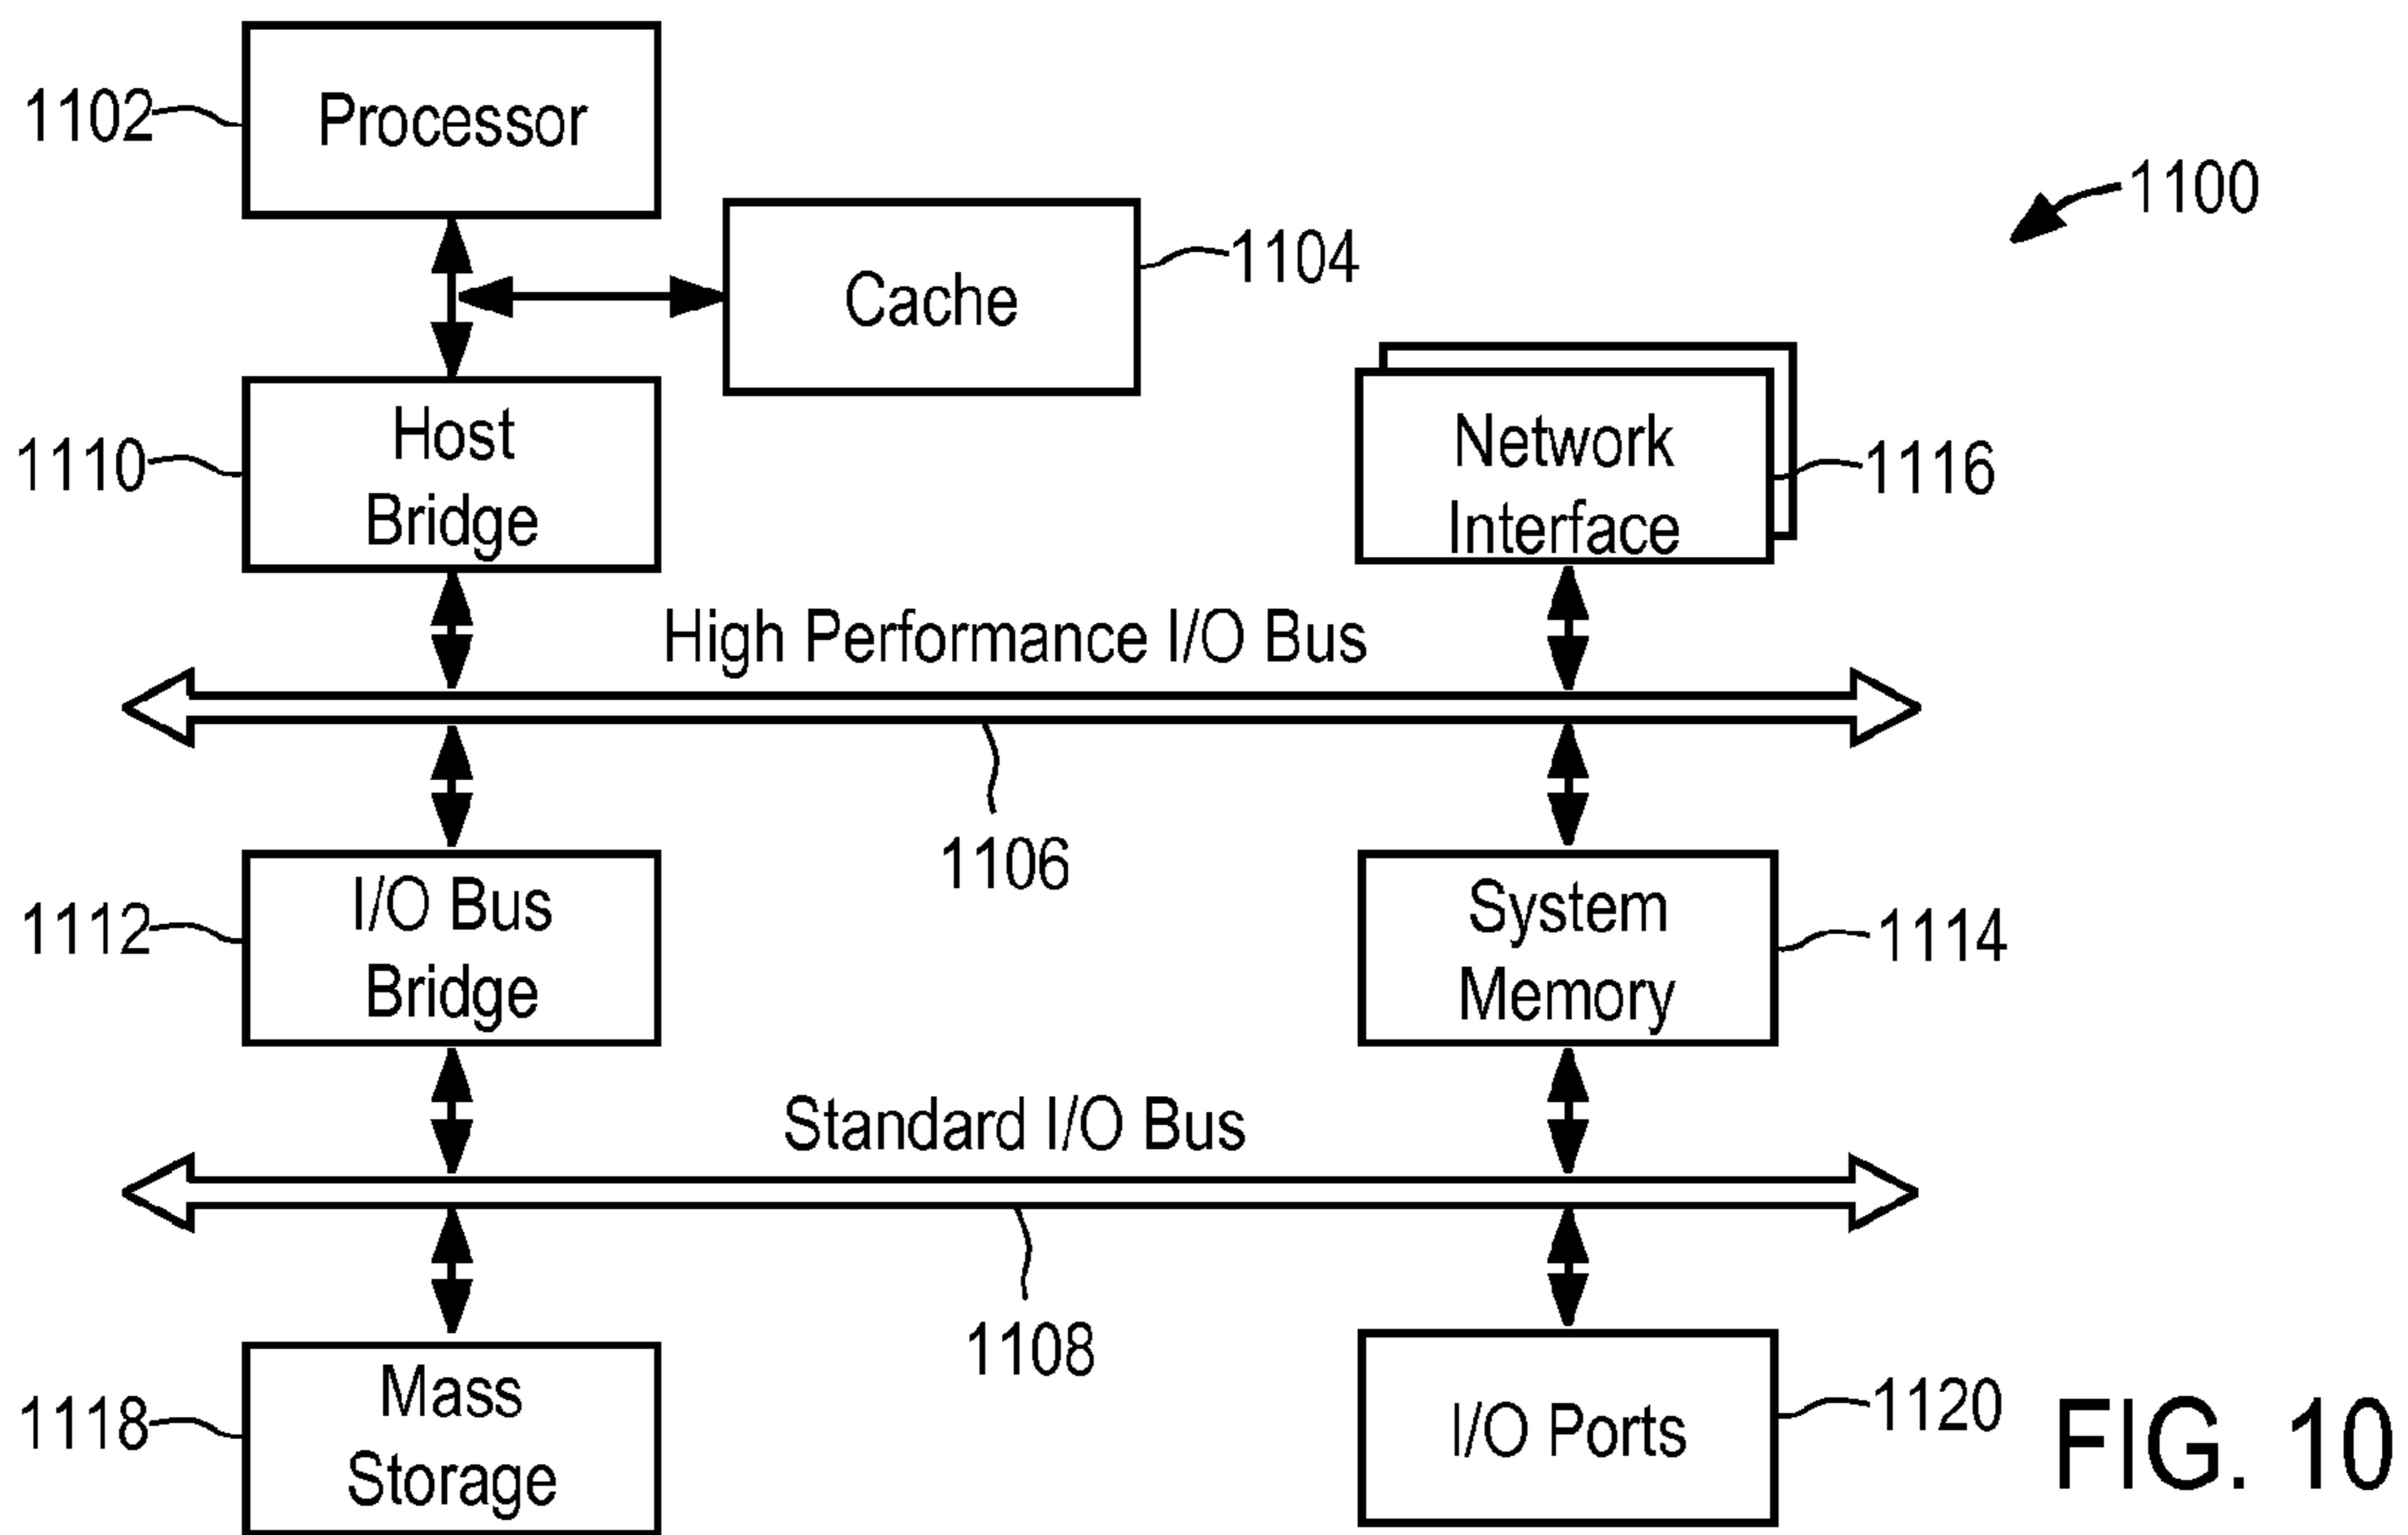 1102
Processor
1100
1104
Cache
Host
Bridge
1110
Network
Interface
1116
High Performance I/O Bus
1106
I/O Bus
Bridge
1112
System
Memory
1114
Standard I/O Bus
1108
Mass
Storage
1118
I/O Ports
1120
FIG. 10